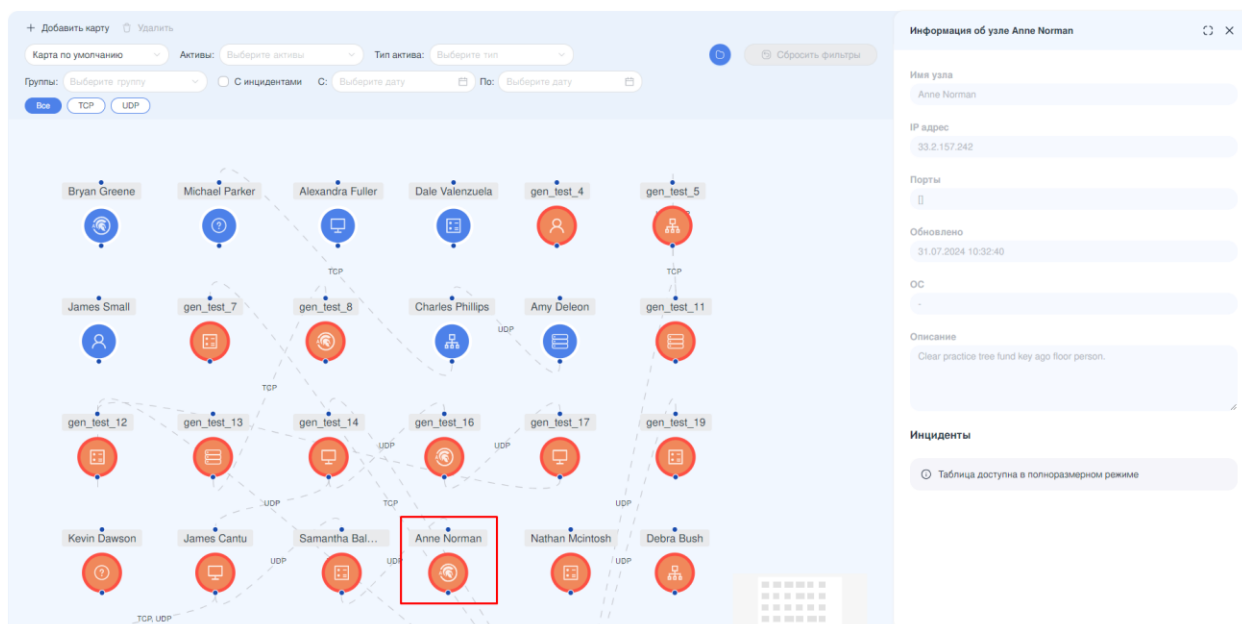 + Добавить карту Удалить
Карта по умолчанию Активы: Выберите активы Тип актива: Выберите тип Сбросить фильтры
Группы: Выберите группу С инцидентами С: Выберите дату По: Выберите дату
Все TCP UDP
Bryan Greene Michael Parker Alexandra Fuller Dale Valenzuela gen_test_4 gen_test_5
TCP TCP
James Small gen_test_7 gen_test_8 Charles Phillips Amy Deleon gen_test_11
UDP
TCP
gen_test_12 gen_test_13 gen_test_14 gen_test_16 gen_test_17 gen_test_19
UDP UDP
UDP TCP UDP
Kevin Dawson James Cantu Samantha Bal... Anne Norman Nathan Mcintosh Debra Bush
UDP UDP UDP
TCP, UDP
Информация об узле Anne Norman
Имя узла
Anne Norman
IP адрес
33.2.157.242
Порты
[]
Обновлено
31.07.2024 10:32:40
ОС
-
Описание
Clear practice tree fund key ago floor person.
Инциденты
Таблица доступна в полноразмерном режиме